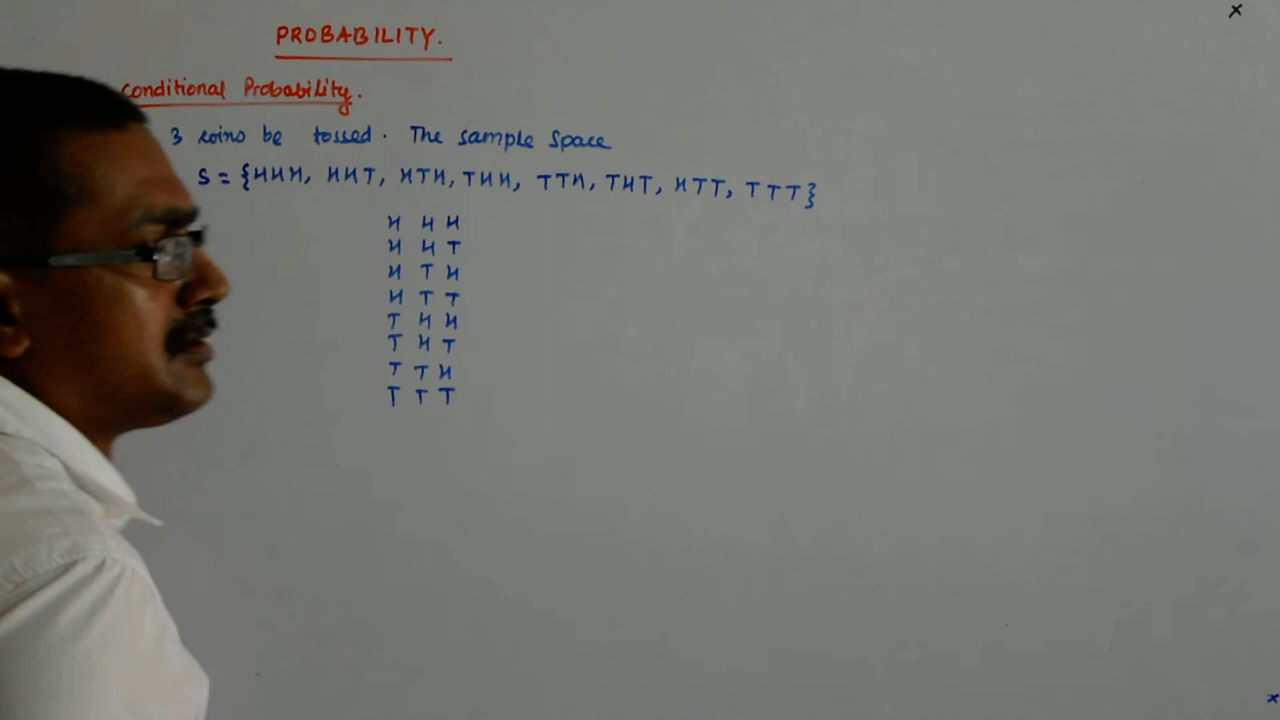 PROBABILITY.
Conditional Probability.
3 coins be tossed. The sample space
S = {HHH, HHT, HTH, THH, TTH, THT, HTT, TTT}
H H H
H H T
H T H
H T T
T H H
T H T
T T H
T T T